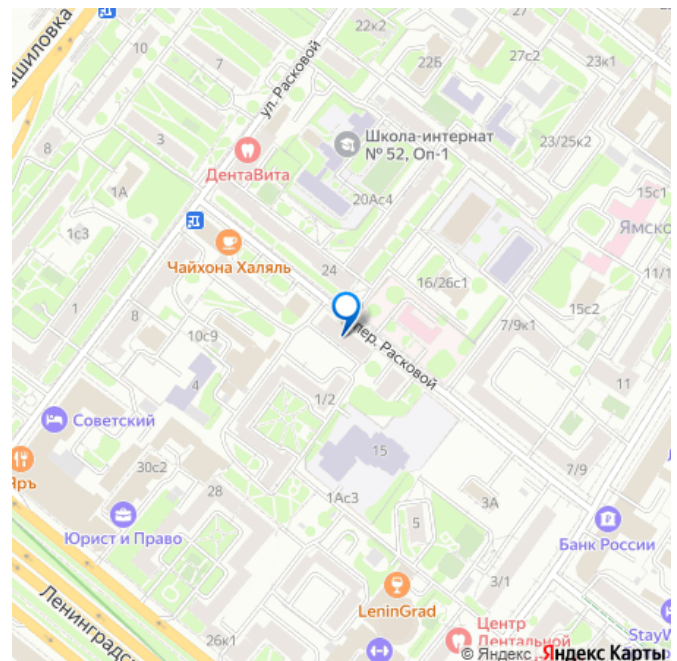 22к2
27с2
23к1
10
7
22Б
ул. Расковой
ашиловка
Школа-интернат
№ 52, Оп-1
23/25к2
3
8
ДентаВита
1А
20Ас4
15с1
Ямско
1с3
Чайхона Халяль
24
16/26с1
11/1
15с2
1
8
10с9
пер. Расковой
7/9к1
4
1/2
11
Советский
15
30с2
7/9
Яръ
28
1Ас3
3А
5
Юрист и Право
Банк России
3/1
LeninGrad
Ленинградс
26к1
Центр
Дентальной
StayW
© Яндекс
Яндекс Карты